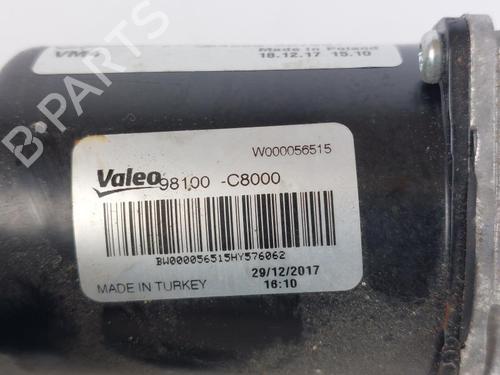 VM4
Made in Poland
18.12.17 15.10
W000056515
Valeo 98100 -C8000
BW000056515HY576062
29/12/2017
16:10
MADE IN TURKEY
B-PARTS